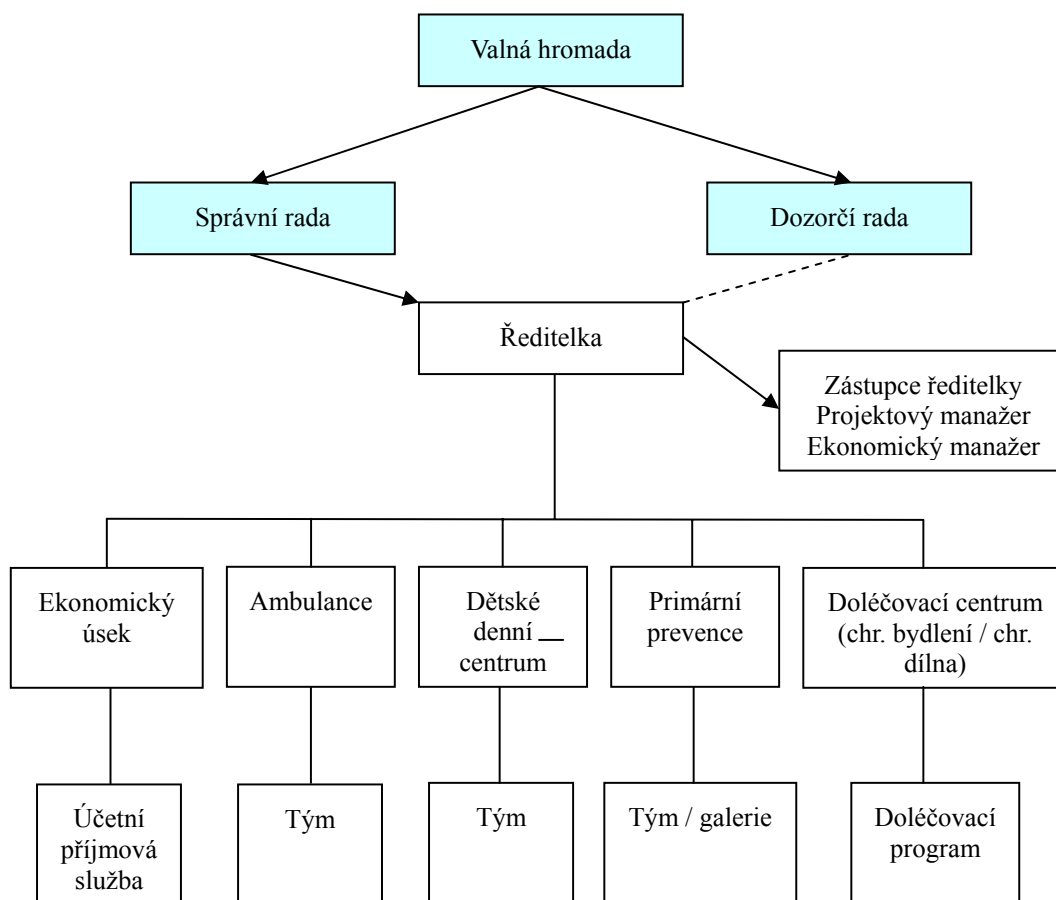 Valná hromada
Správní rada
Dozorčí rada
Ředitelka
Zástupce ředitelky
Projektový manažer
Ekonomický manažer
Ekonomický
úsek
Ambulance
Dětské
denní
centrum
Primární
prevence
Doléčovací centrum
(chr. bydlení / chr.
dílna)
Účetní
příjmová
služba
Tým
Tým
Tým / galerie
Doléčovací
program